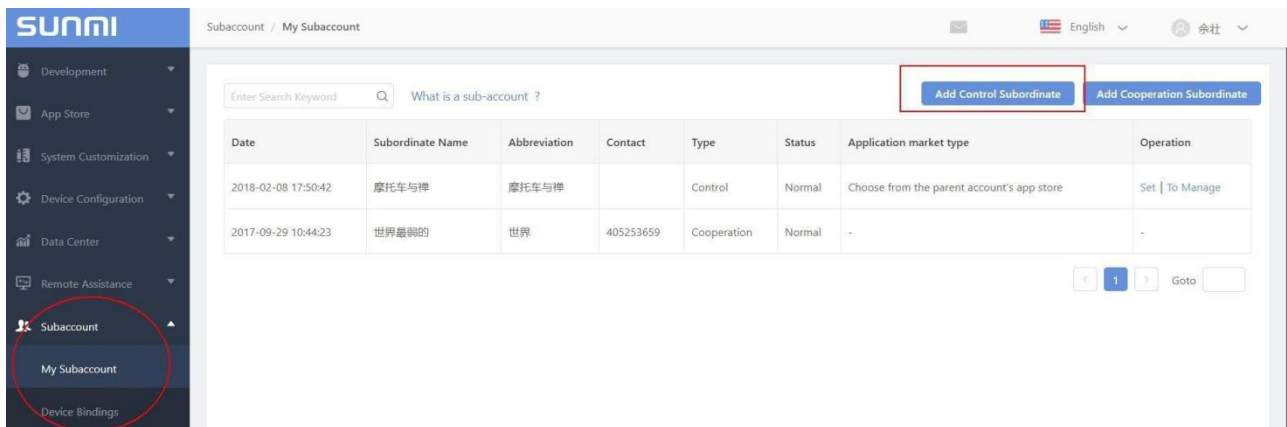 SUNMI
Subaccount / My Subaccount
English
余壮
Development
App Store
System Customization
Device Configuration
Data Center
Remote Assistance
Subaccount
My Subaccount
Device Bindings
Enter Search Keyword
What is a sub-account ?
Add Control Subordinate
Add Cooperation Subordinate
Date Subordinate Name Abbreviation Contact Type Status Application market type Operation
2018-02-08 17:50:42 摩托车与禅 摩托车与禅 Control Normal Choose from the parent account's app store Set | To Manage
2017-09-29 10:44:23 世界最弱的 世界 405253659 Cooperation Normal - -
< 1 > Goto